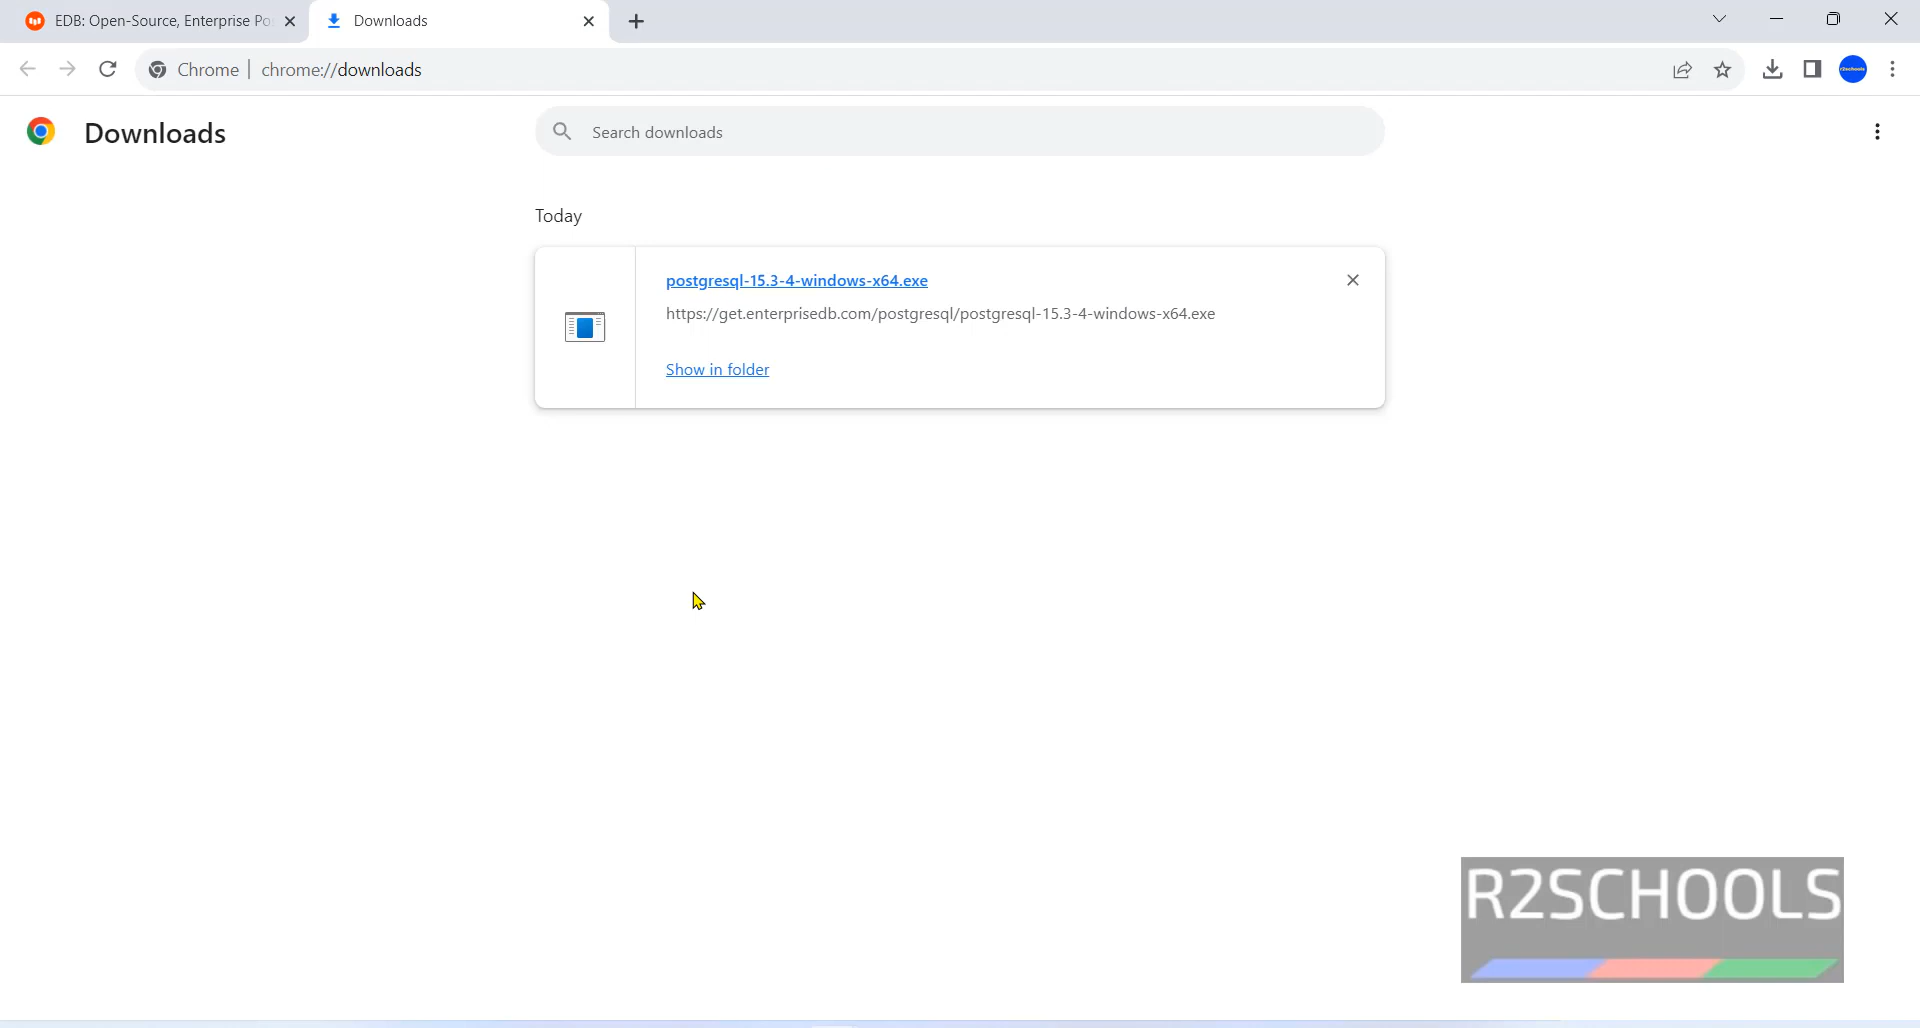 EDB: Open-Source, Enterprise Po
Downloads
Chrome
chrome://downloads
r2schools
Downloads
Search downloads
Today
postgresql-15.3-4-windows-x64.exe
https://get.enterprisedb.com/postgresql/postgresql-15.3-4-windows-x64.exe
Show in folder
R2SCHOOLS